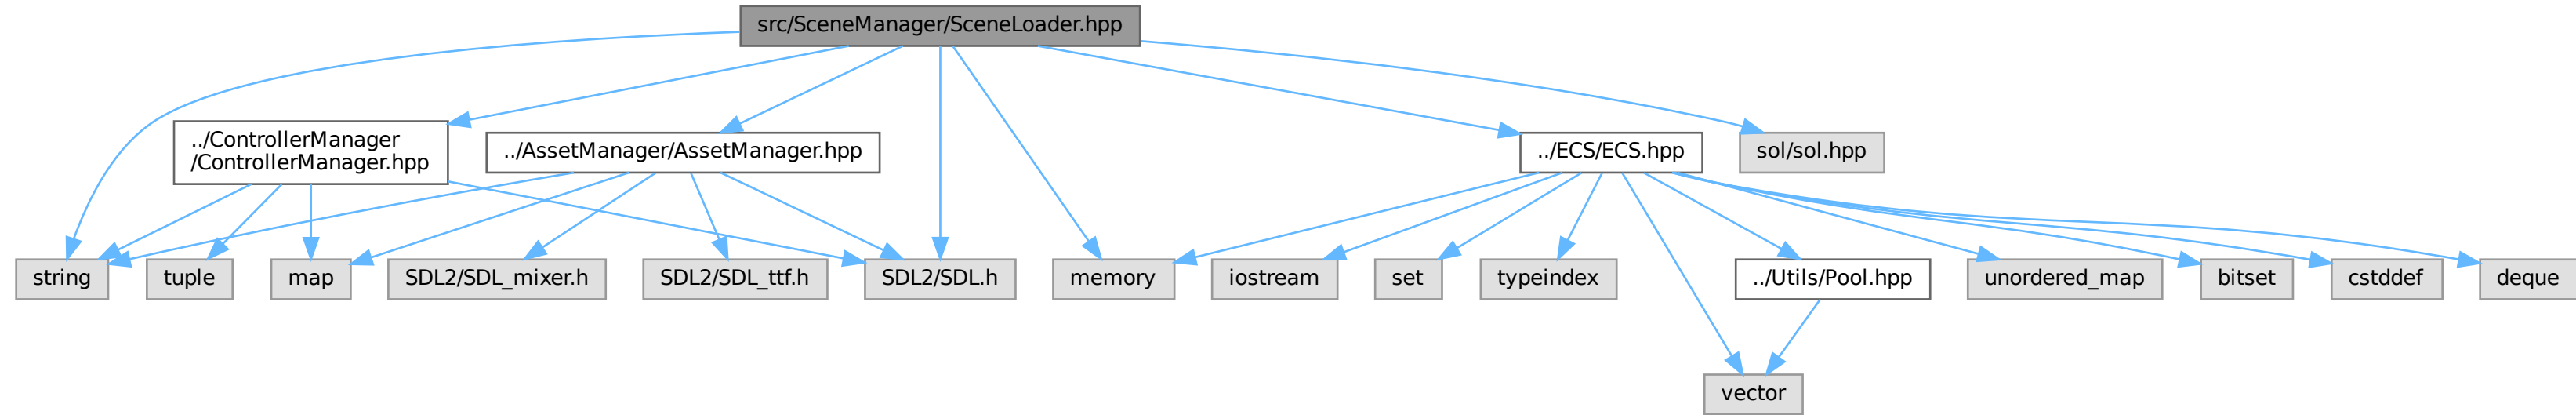 src/SceneManager/SceneLoader.hpp
../ControllerManager
/ControllerManager.hpp
../AssetManager/AssetManager.hpp
../ECS/ECS.hpp
sol/sol.hpp
string
tuple
map
SDL2/SDL_mixer.h
SDL2/SDL_ttf.h
SDL2/SDL.h
memory
iostream
set
typeindex
../Utils/Pool.hpp
unordered_map
bitset
cstddef
deque
vector